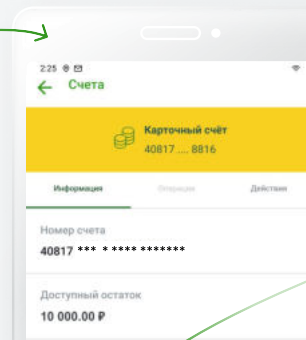 2:25
Счета
Карточный счёт
40817 .... 8816
Информация Операции Действия
Номер счета
40817 *** * **** *******
Доступный остаток
10 000.00 ₽